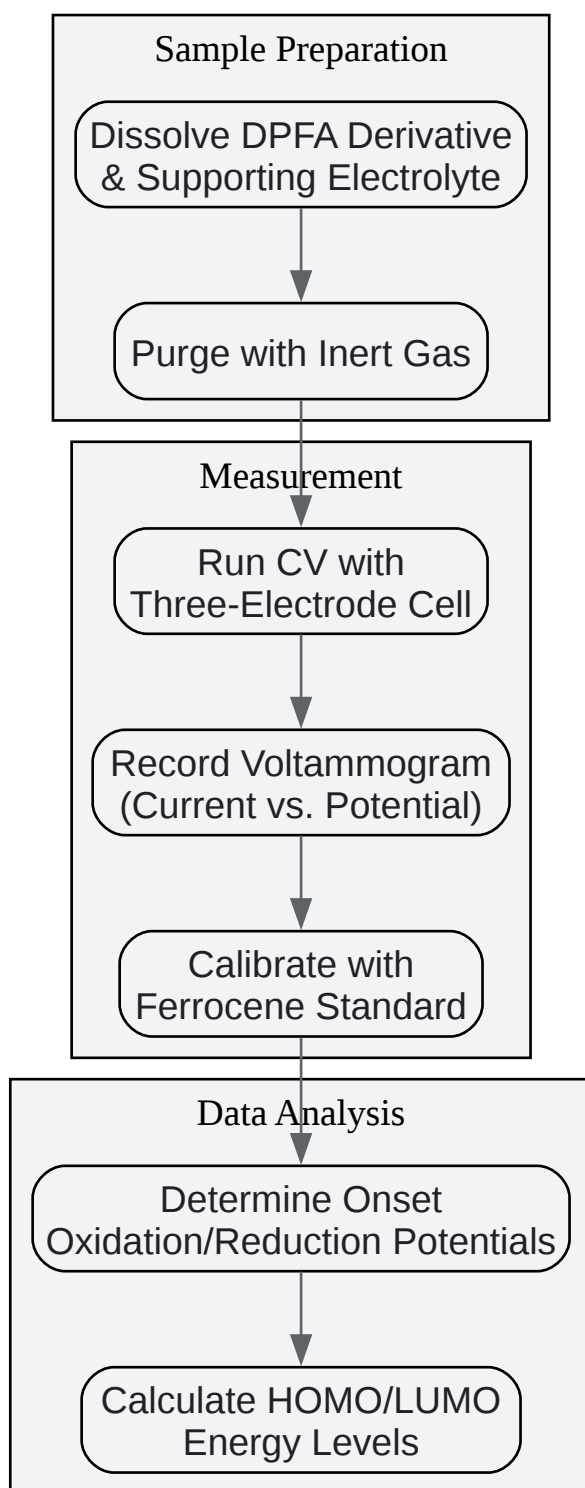 Sample Preparation
Dissolve DPFA Derivative
& Supporting Electrolyte
Purge with Inert Gas
Measurement
Run CV with
Three-Electrode Cell
Record Voltammogram
(Current vs. Potential)
Calibrate with
Ferrocene Standard
Data Analysis
Determine Onset
Oxidation/Reduction Potentials
Calculate HOMO/LUMO
Energy Levels